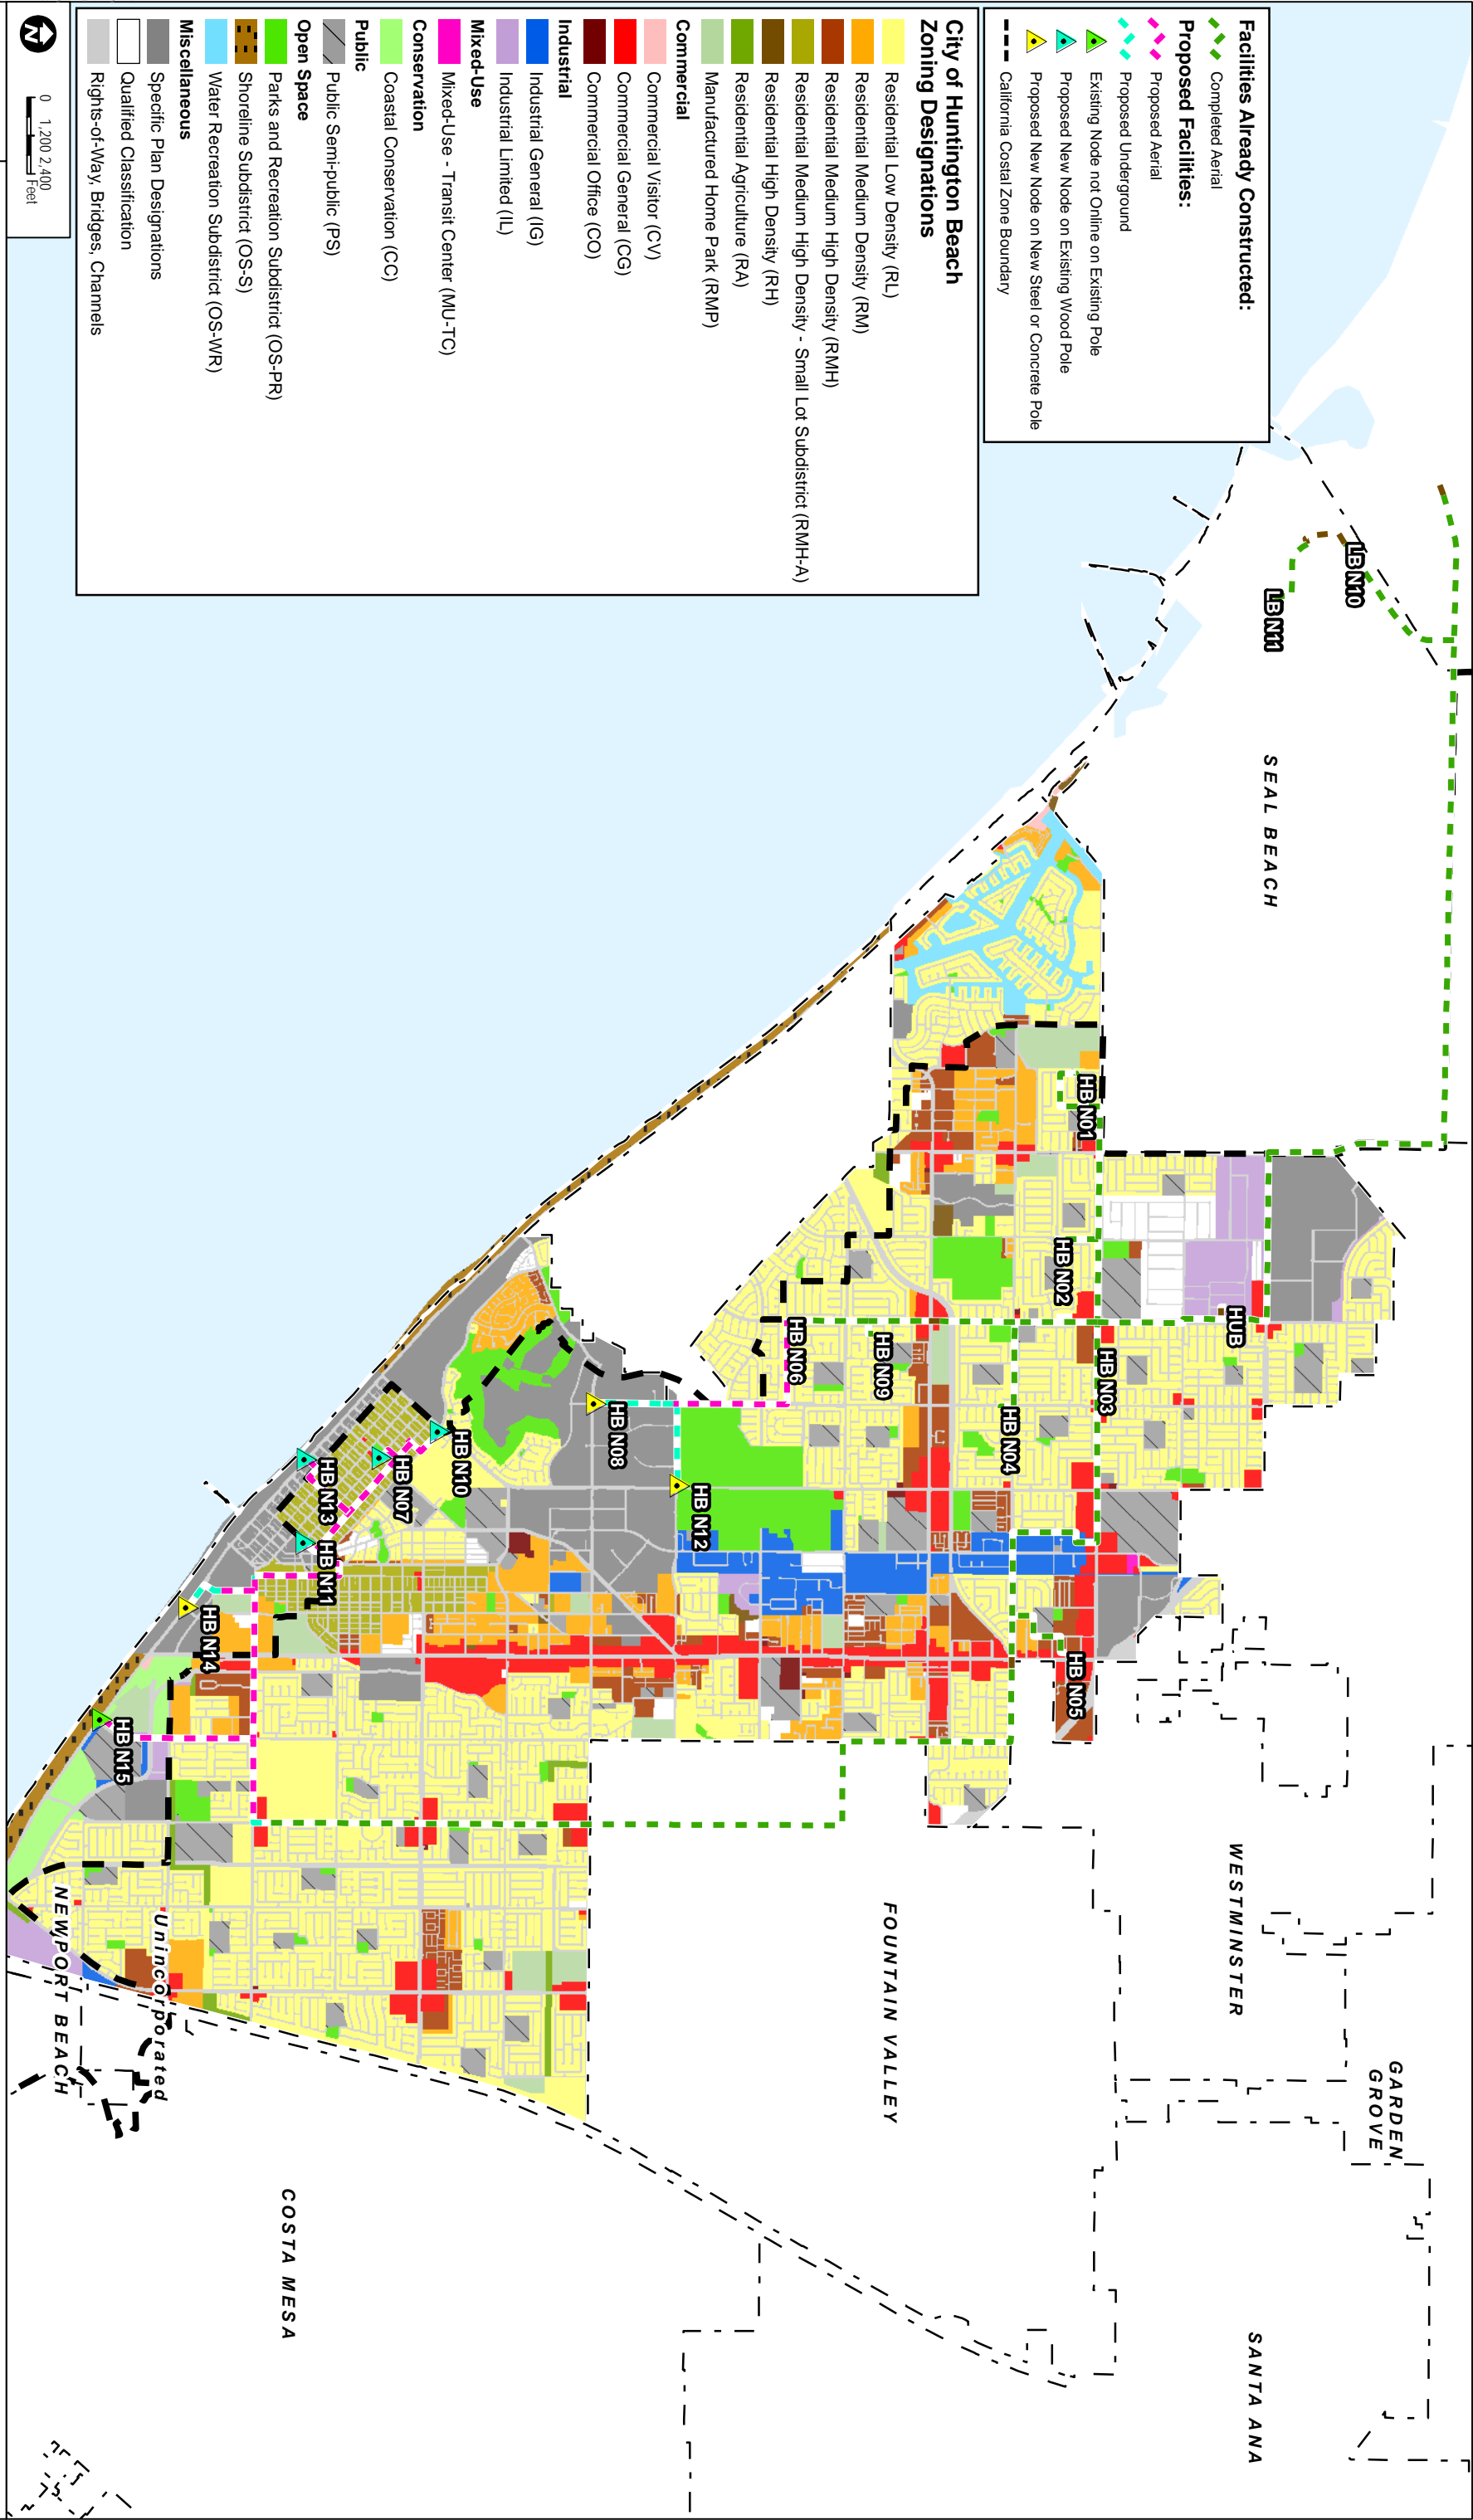 Facilities Already Constructed:
Completed Aerial
Proposed Facilities:
Proposed Aerial
Proposed Underground
Existing Node not Online on Existing Pole
Proposed New Node on Existing Wood Pole
Proposed New Node on New Steel or Concrete Pole
California Costal Zone Boundary
City of Huntington Beach
Zoning Designations
Residential Low Density (RL)
Residential Medium Density (RM)
Residential Medium High Density (RMH)
Residential Medium High Density - Small Lot Subdistrict (RMH-A)
Residential High Density (RH)
Residential Agriculture (RA)
Manufactured Home Park (RMP)
Commercial
Commercial Visitor (CV)
Commercial General (CG)
Commercial Office (CO)
Industrial
Industrial General (IG)
Industrial Limited (IL)
Mixed-Use
Mixed-Use - Transit Center (MU-TC)
Conservation
Coastal Conservation (CC)
Public
Public Semi-public (PS)
Open Space
Parks and Recreation Subdistrict (OS-PR)
Shoreline Subdistrict (OS-S)
Water Recreation Subdistrict (OS-WR)
Miscellaneous
Specific Plan Designations
Qualified Classification
Rights-of-Way, Bridges, Channels
N
0 1,200 2,400
Feet
LB N10
LB N11
SEAL BEACH
HB N01
HB N02
HUB
HB N03
HB N06
HB N09
HB N04
HB N08
HB N10
HB N07
HB N13
HB N12
HB N11
HB N14
HB N05
HB N15
WESTMINSTER
FOUNTAIN VALLEY
GARDEN
GROVE
Unincorporated
NEWPORT BEACH
COSTA MESA
SANTA ANA